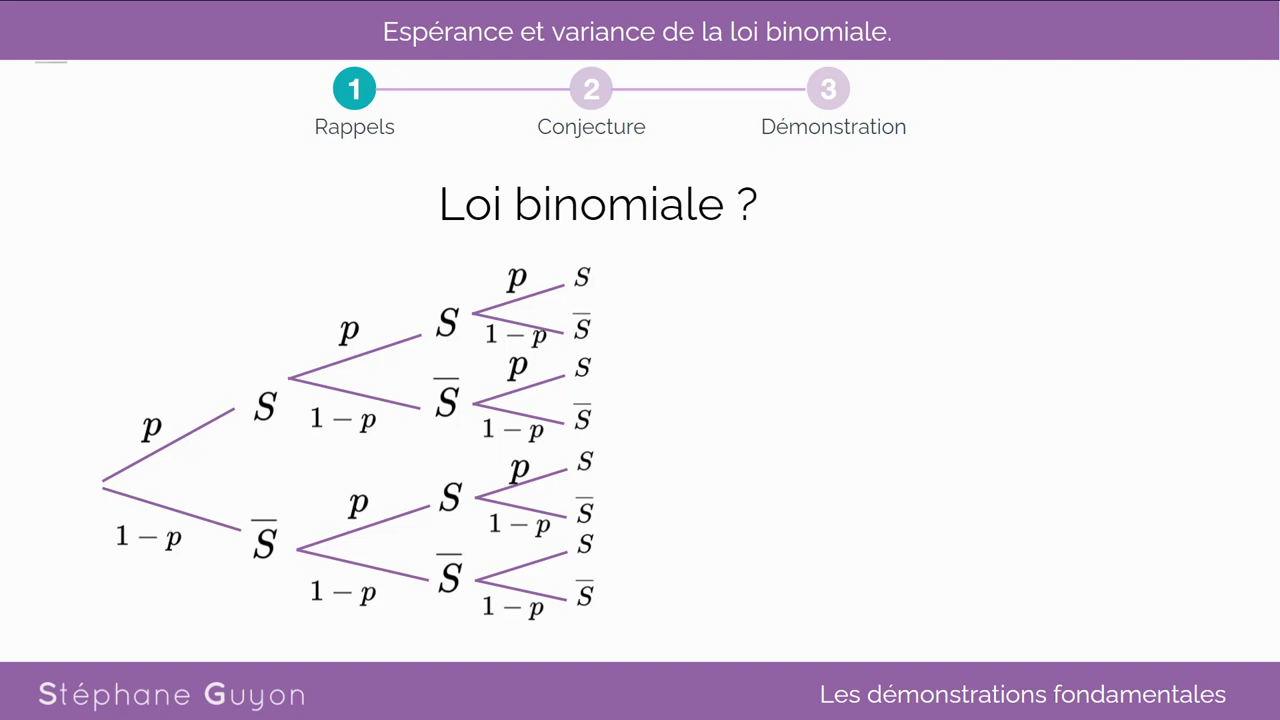 Espérance et variance de la loi binomiale.
1 2 3
Rappels Conjecture Démonstration
Loi binomiale ?
p S
p S 1 − p S̅
p S
p S 1 − p S̅ 1 − p S̅
p S
1 − p S̅ p S 1 − p S̅
S
1 − p S̅ 1 − p S̅
Stéphane Guyon Les démonstrations fondamentales